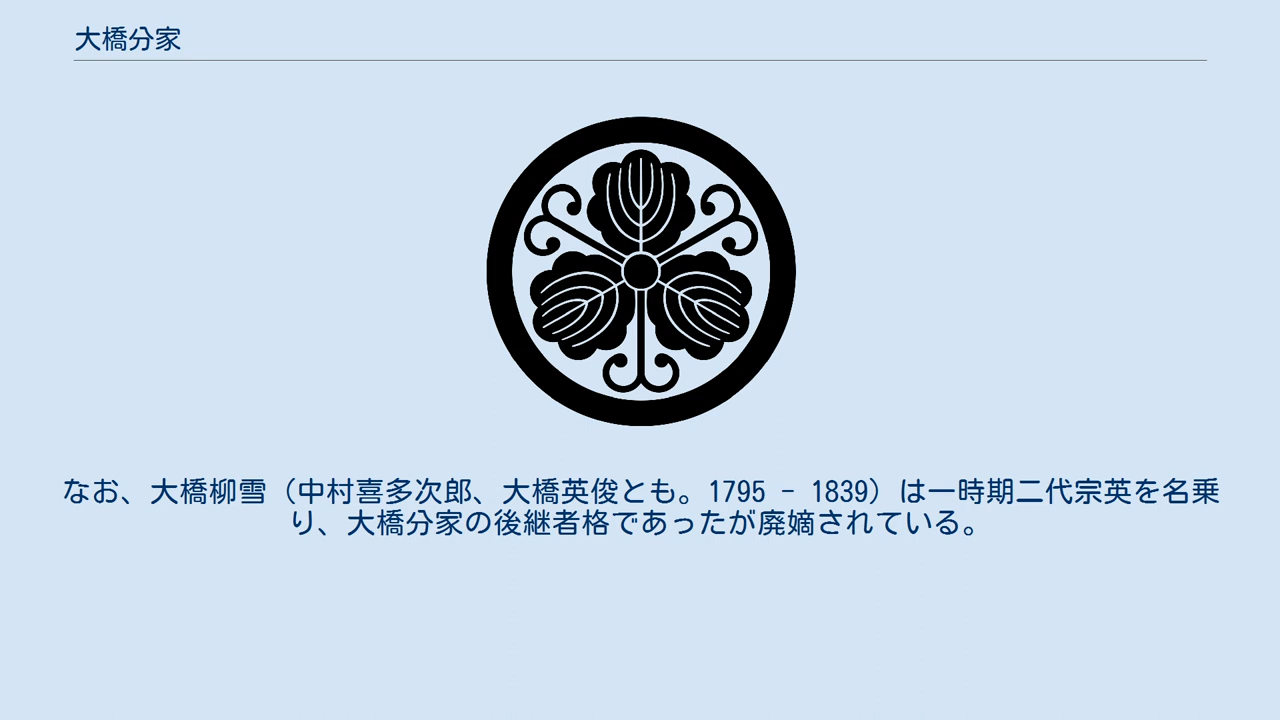 大橋分家
なお、大橋柳雪（中村喜多次郎、大橋英俊とも。1795 - 1839）は一時期二代宗英を名乗
り、大橋分家の後継者格であったが廃嫡されている。